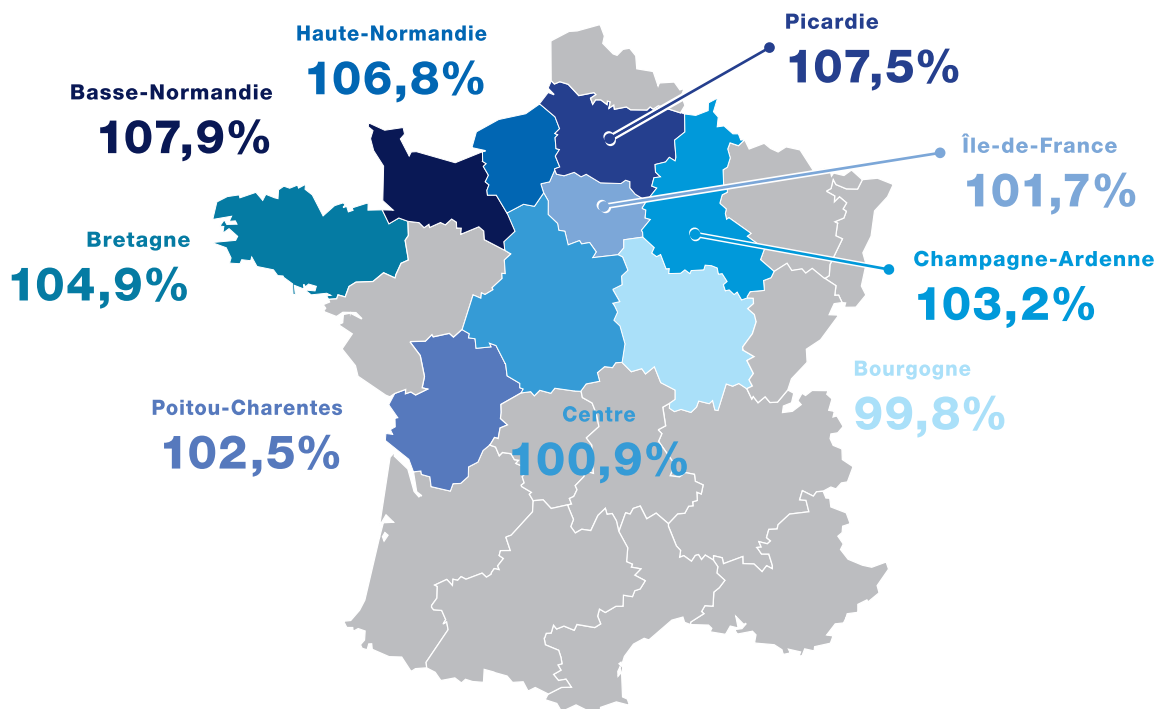 Picardie
107,5%
Haute-Normandie
106,8%
Basse-Normandie
107,9%
Île-de-France
101,7%
Bretagne
104,9%
Champagne-Ardenne
103,2%
Bourgogne
99,8%
Poitou-Charentes
102,5%
Centre
100,9%